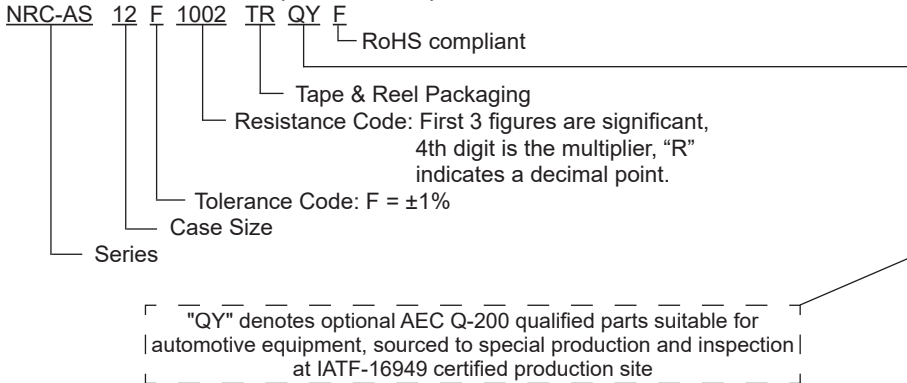 NRC-AS 12 F 1002 TR QY F
RoHS compliant
Tape & Reel Packaging
Resistance Code: First 3 figures are significant,
4th digit is the multiplier, “R”
indicates a decimal point.
Tolerance Code: F = ±1%
Case Size
Series
"QY" denotes optional AEC Q-200 qualified parts suitable for
automotive equipment, sourced to special production and inspection
at IATF-16949 certified production site